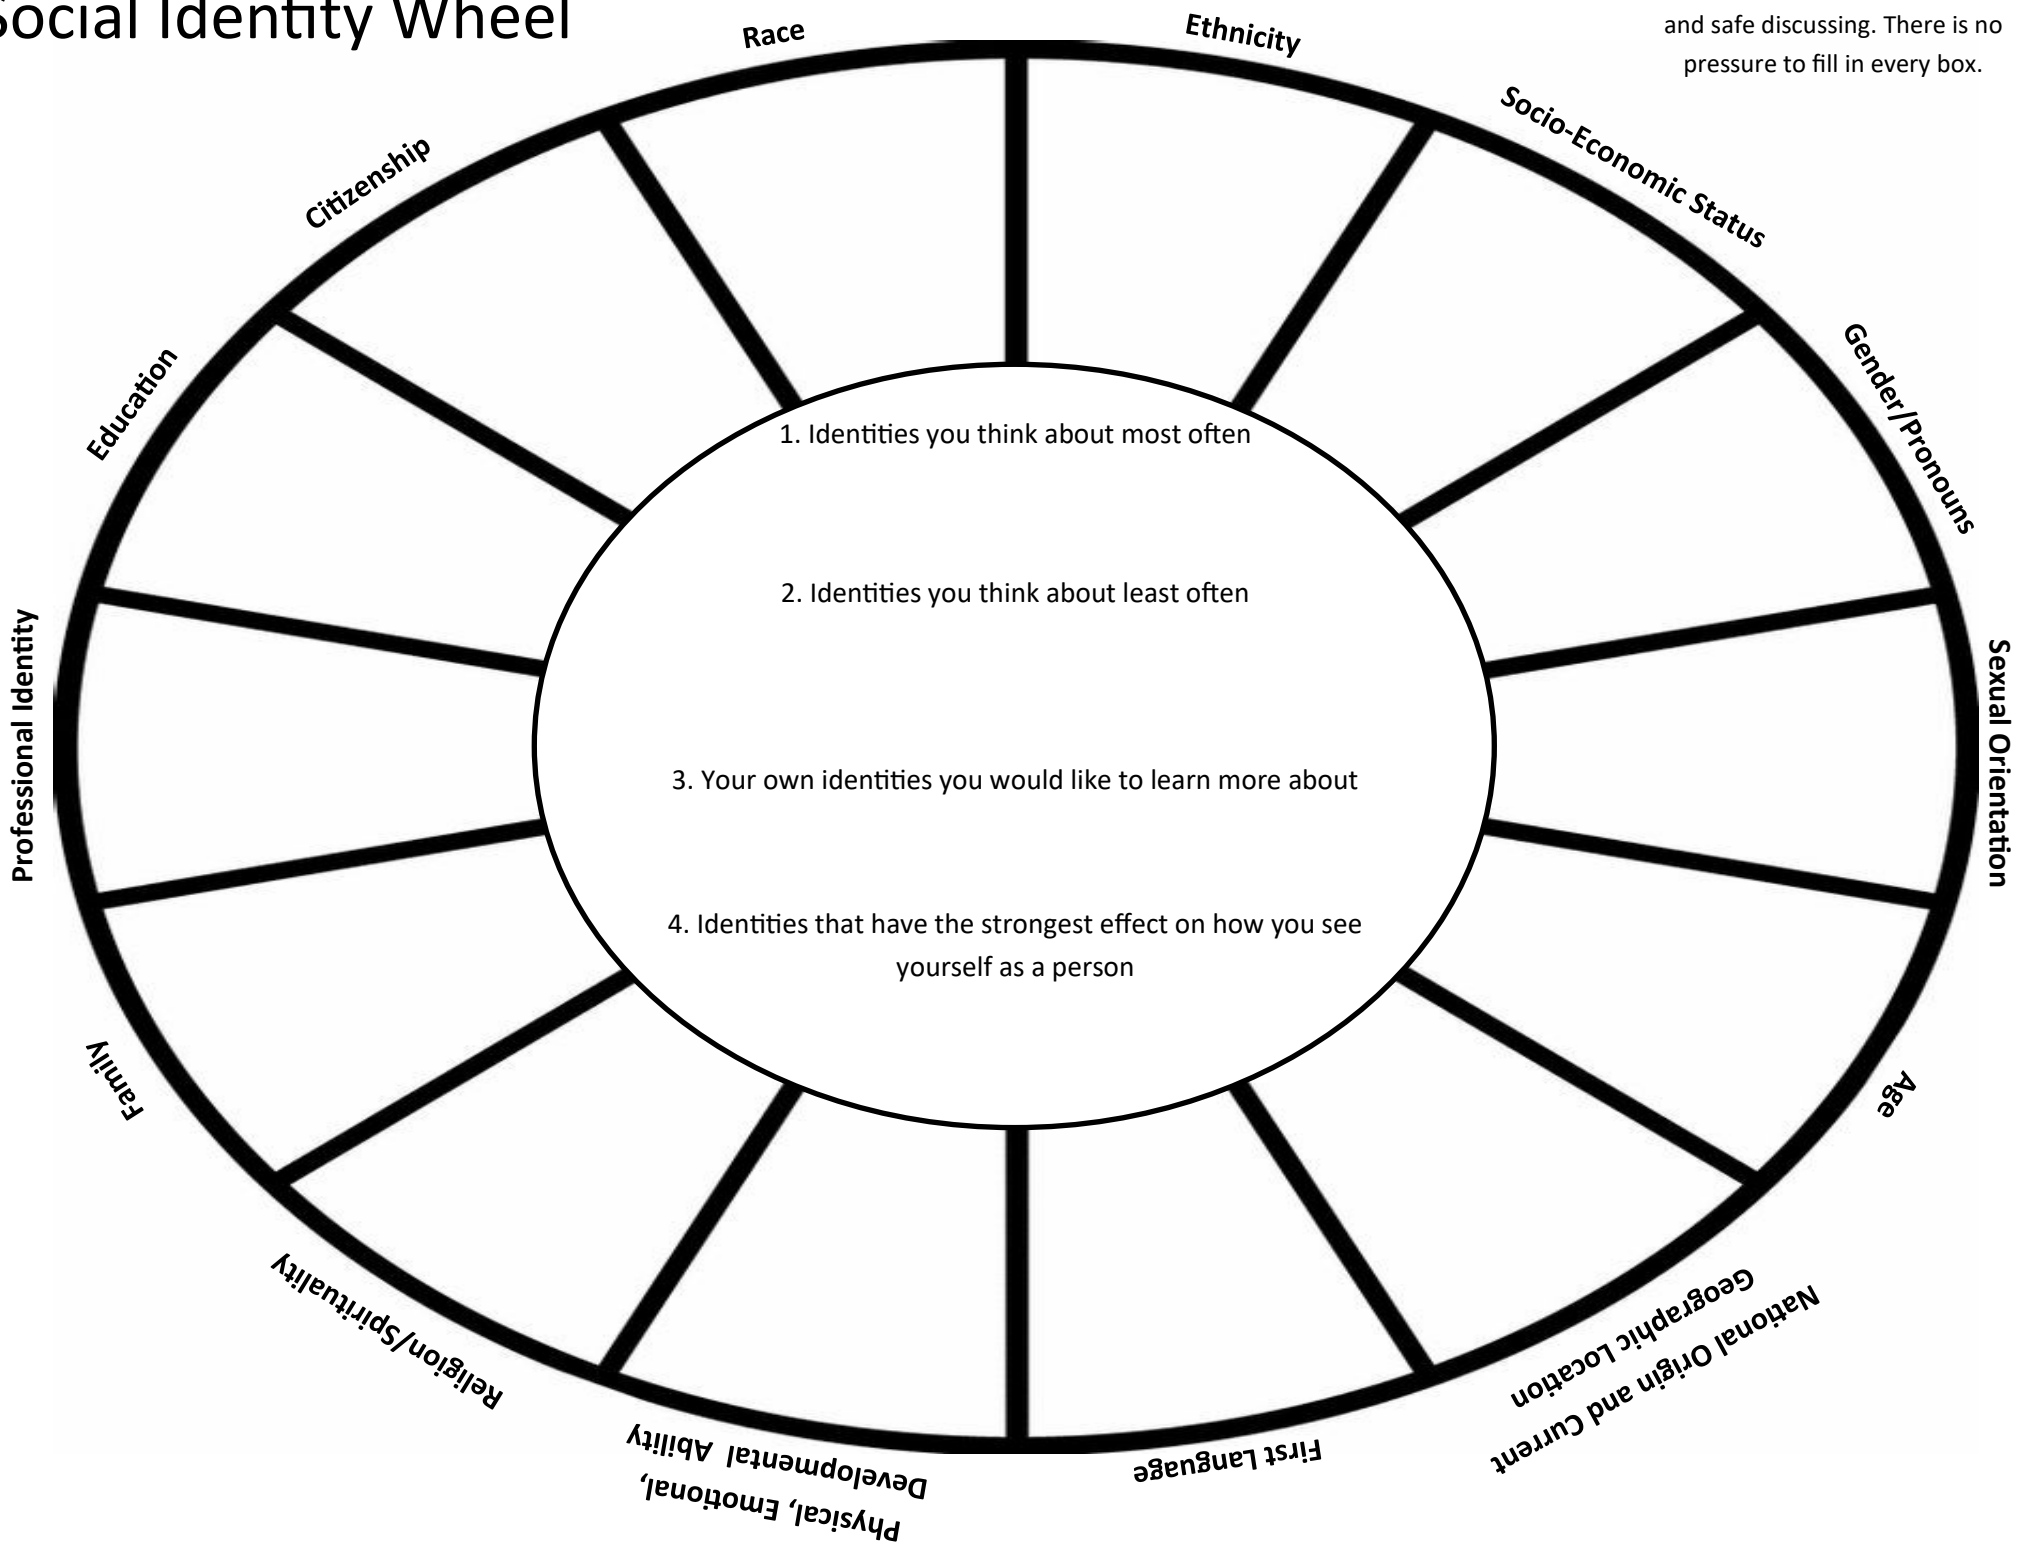 Social Identity Wheel
and safe discussing. There is no
pressure to fill in every box.
Race
Ethnicity
Socio-Economic Status
Gender/Pronouns
Sexual Orientation
Age
National Origin and Current
Geographic Location
First Language
Physical, Emotional,
Developmental Ability
Religion/Spirituality
Family
Professional Identity
Education
Citizenship
1. Identities you think about most often
2. Identities you think about least often
3. Your own identities you would like to learn more about
4. Identities that have the strongest effect on how you see
yourself as a person